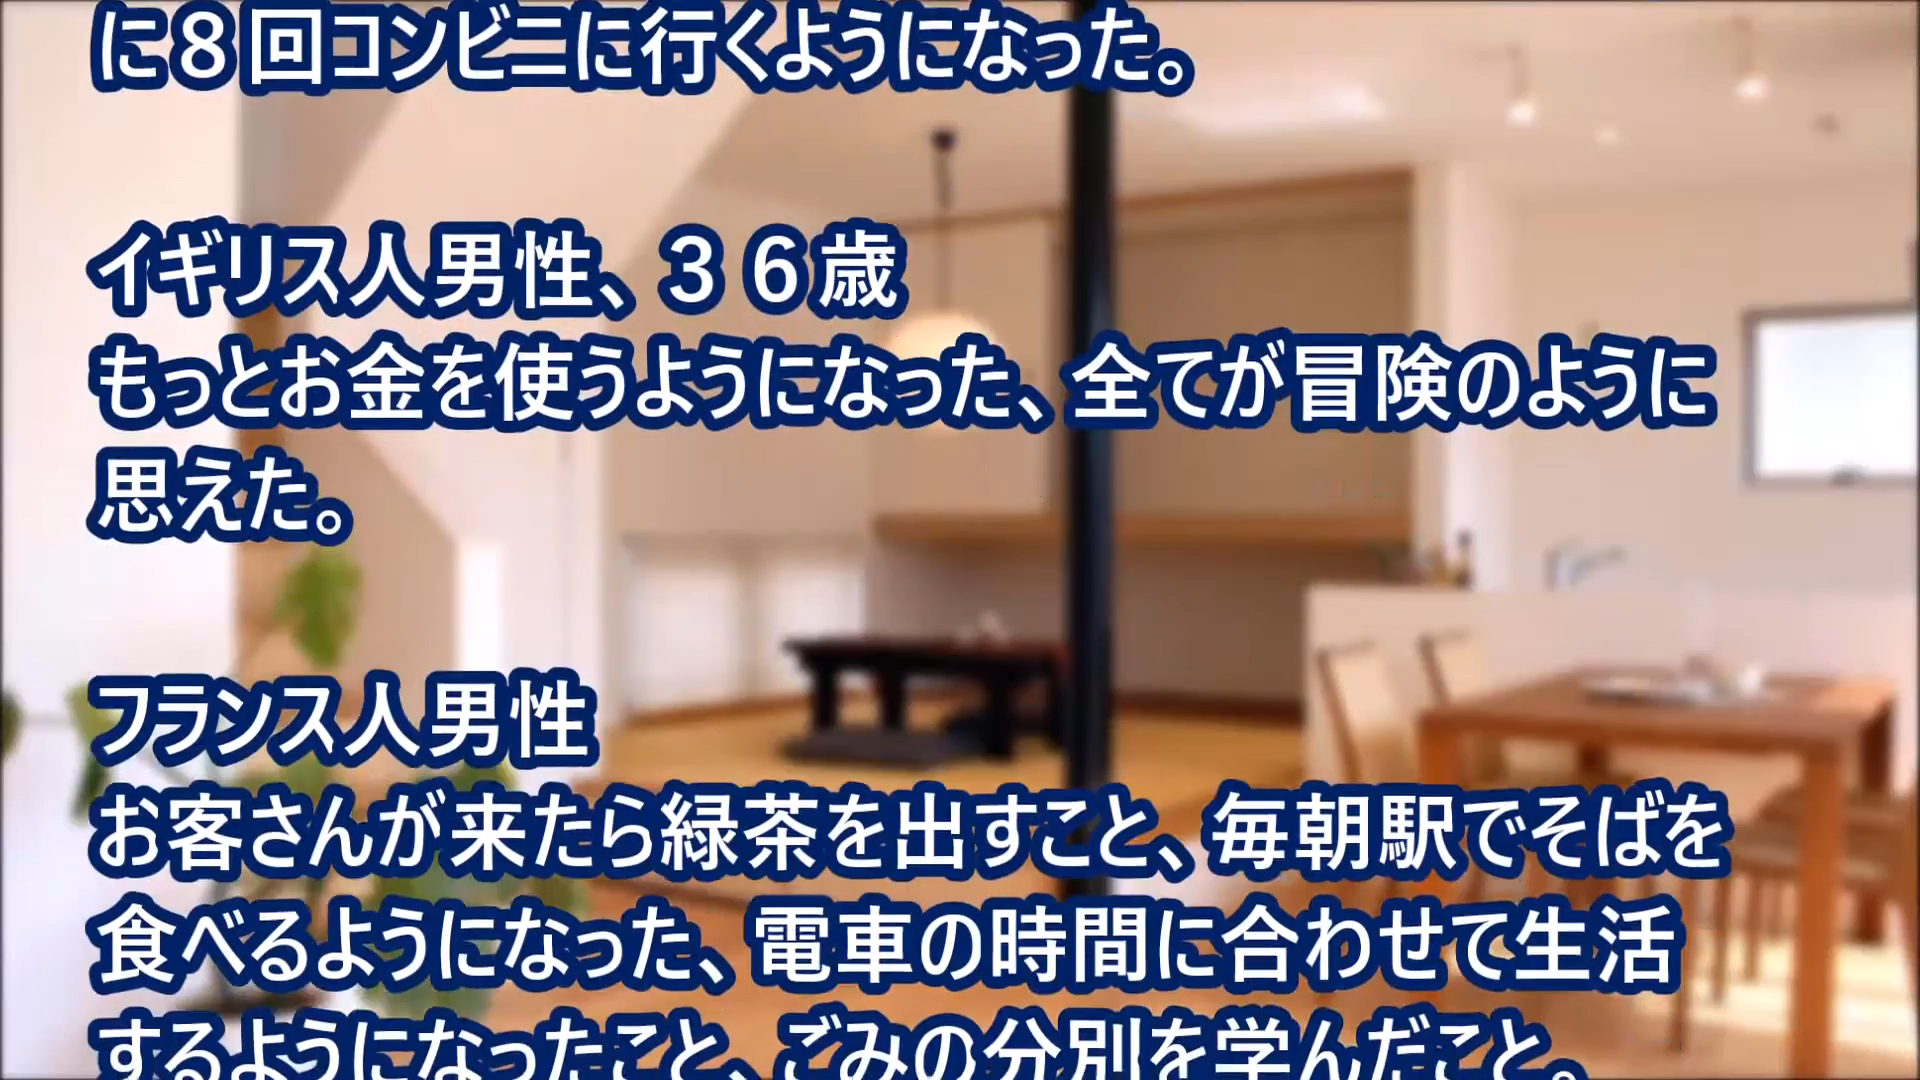 に８回コンビニに行くようになった。
イギリス人男性、３６歳
もっとお金を使うようになった、全てが冒険のように
思えた。
フランス人男性
お客さんが来たら緑茶を出すこと、毎朝駅でそばを
食べるようになった、電車の時間に合わせて生活
するようになったこと、ごみの分別を学んだこと。